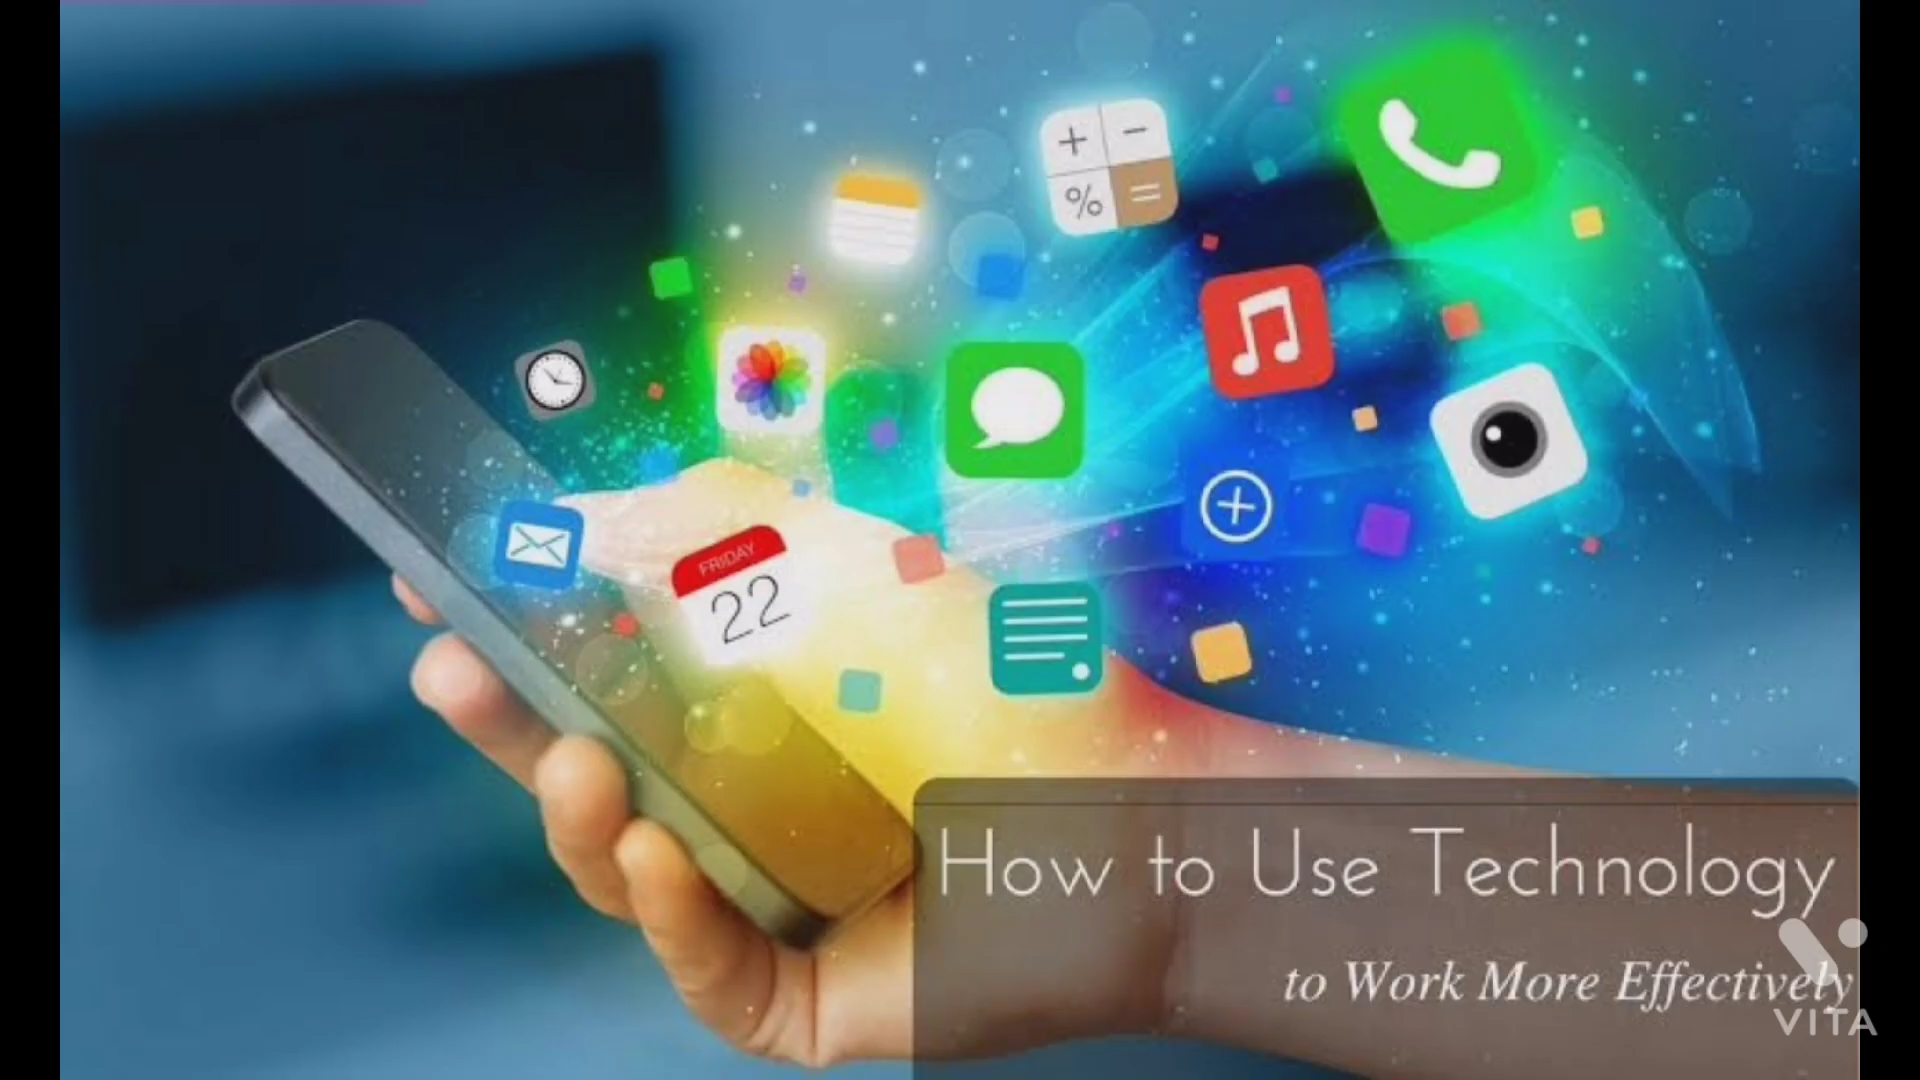 + -
% =
FRIDAY
22
How to Use Technology
to Work More Effectively
VITA